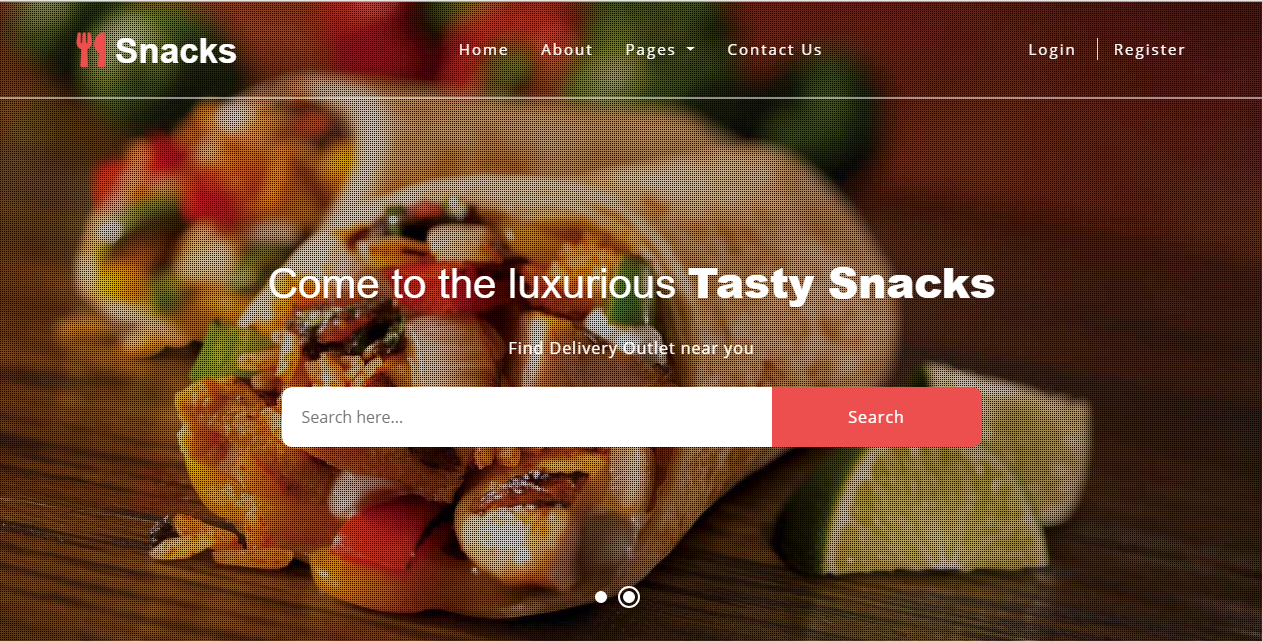 Snacks
Home About Pages Contact Us
Login Register
Come to the luxurious Tasty Snacks
Find Delivery Outlet near you
Search here...
Search